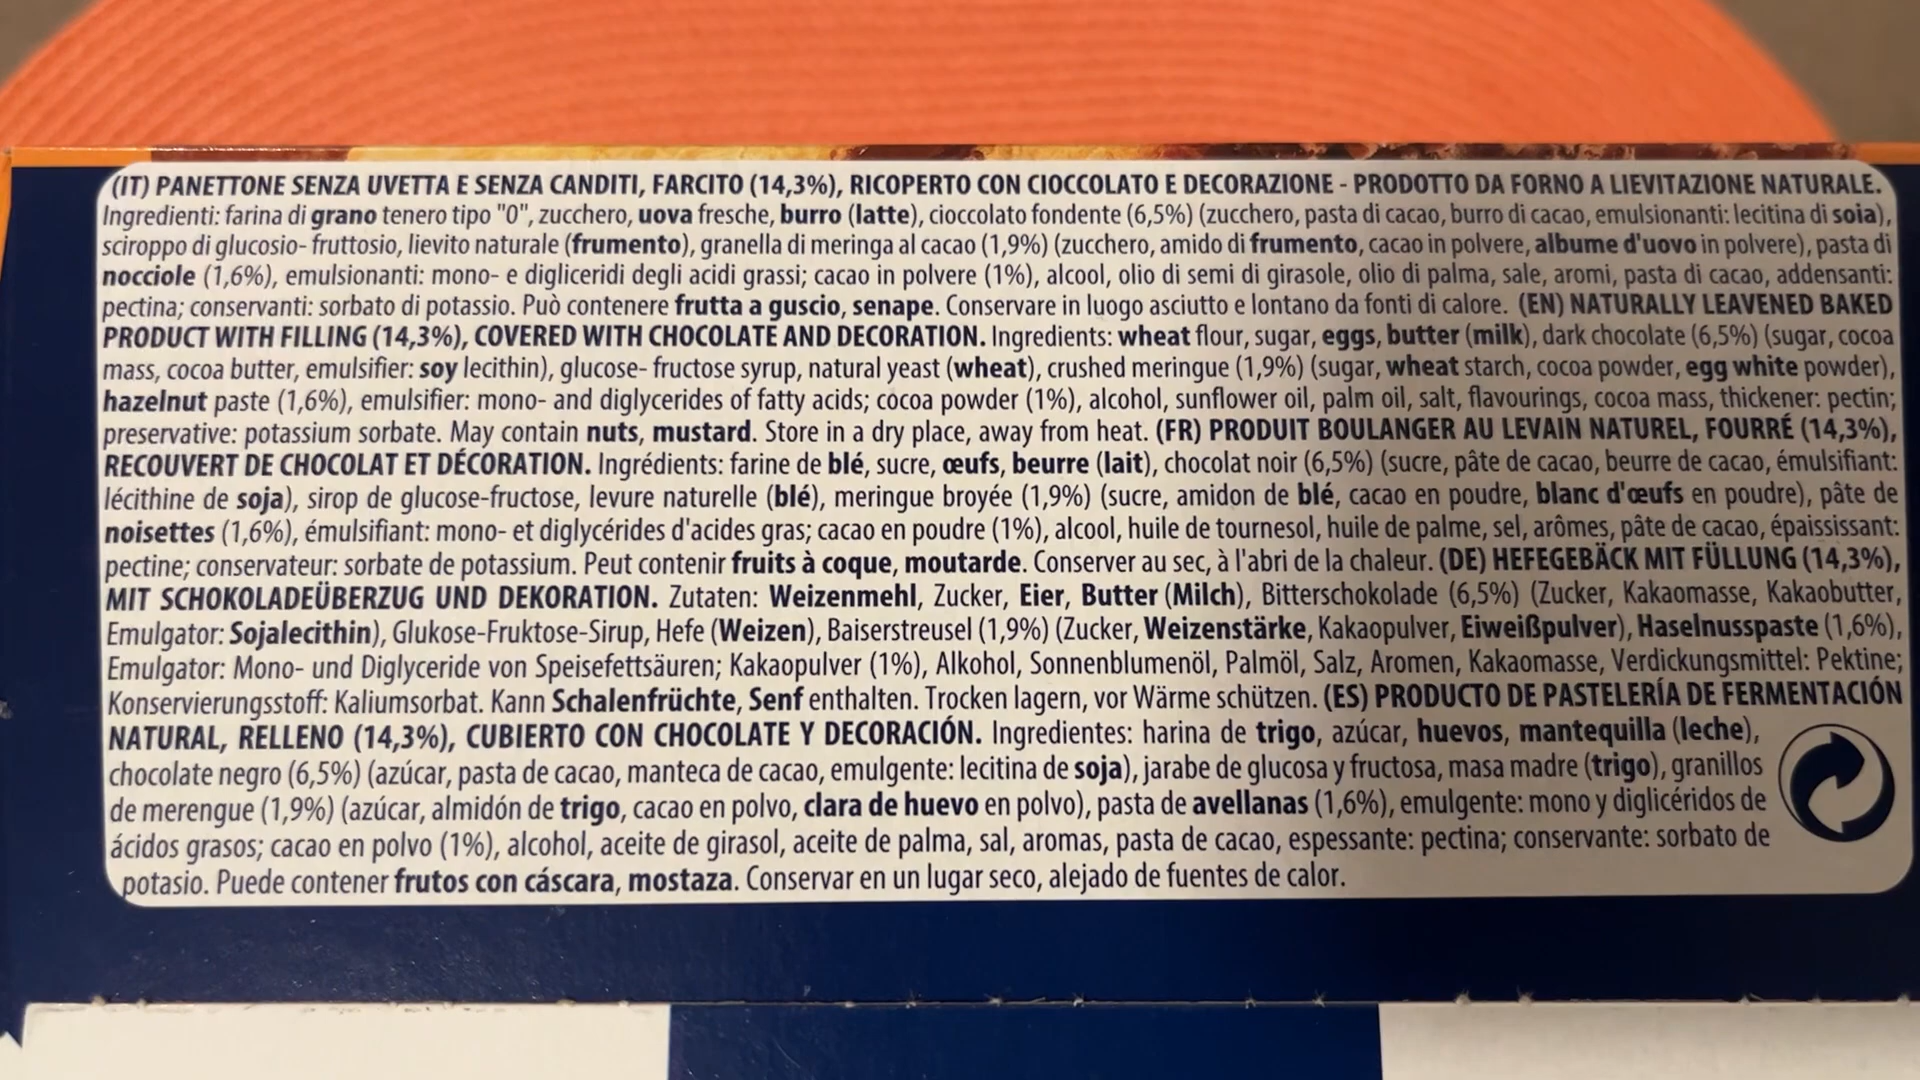 (IT) PANETTONE SENZA UVETTA E SENZA CANDITI, FARCITO (14,3%), RICOPERTO CON CIOCCOLATO E DECORAZIONE - PRODOTTO DA FORNO A LIEVITAZIONE NATURALE.
Ingredienti: farina di grano tenero tipo "0", zucchero, uova fresche, burro (latte), cioccolato fondente (6,5%) (zucchero, pasta di cacao, burro di cacao, emulsionanti: lecitina di soia),
sciroppo di glucosio- fruttosio, lievito naturale (frumento), granella di meringa al cacao (1,9%) (zucchero, amido di frumento, cacao in polvere, albume d'uovo in polvere), pasta di
nocciole (1,6%), emulsionanti: mono- e digliceridi degli acidi grassi; cacao in polvere (1%), alcool, olio di semi di girasole, olio di palma, sale, aromi, pasta di cacao, addensanti:
pectina; conservanti: sorbato di potassio. Può contenere frutta a guscio, senape. Conservare in luogo asciutto e lontano da fonti di calore. (EN) NATURALLY LEAVENED BAKED
PRODUCT WITH FILLING (14,3%), COVERED WITH CHOCOLATE AND DECORATION. Ingredients: wheat flour, sugar, eggs, butter (milk), dark chocolate (6,5%) (sugar, cocoa
mass, cocoa butter, emulsifier: soy lecithin), glucose- fructose syrup, natural yeast (wheat), crushed meringue (1,9%) (sugar, wheat starch, cocoa powder, egg white powder),
hazelnut paste (1,6%), emulsifier: mono- and diglycerides of fatty acids; cocoa powder (1%), alcohol, sunflower oil, palm oil, salt, flavourings, cocoa mass, thickener: pectin;
preservative: potassium sorbate. May contain nuts, mustard. Store in a dry place, away from heat. (FR) PRODUIT BOULANGER AU LEVAIN NATUREL, FOURRÉ (14,3%),
RECOUVERT DE CHOCOLAT ET DÉCORATION. Ingrédients: farine de blé, sucre, œufs, beurre (lait), chocolat noir (6,5%) (sucre, pâte de cacao, beurre de cacao, émulsifiant:
lécithine de soja), sirop de glucose-fructose, levure naturelle (blé), meringue broyée (1,9%) (sucre, amidon de blé, cacao en poudre, blanc d'œufs en poudre), pâte de
noisettes (1,6%), émulsifiant: mono- et diglycérides d'acides gras; cacao en poudre (1%), alcool, huile de tournesol, huile de palme, sel, arômes, pâte de cacao, épaississant:
pectine; conservateur: sorbate de potassium. Peut contenir fruits à coque, moutarde. Conserver au sec, à l'abri de la chaleur. (DE) HEFEGEBÄCK MIT FÜLLUNG (14,3%),
MIT SCHOKOLADEÜBERZUG UND DEKORATION. Zutaten: Weizenmehl, Zucker, Eier, Butter (Milch), Bitterschokolade (6,5%) (Zucker, Kakaomasse, Kakaobutter,
Emulgator: Sojalecithin), Glukose-Fruktose-Sirup, Hefe (Weizen), Baiserstreusel (1,9%) (Zucker, Weizenstärke, Kakaopulver, Eiweißpulver), Haselnusspaste (1,6%),
Emulgator: Mono- und Diglyceride von Speisefettsäuren; Kakaopulver (1%), Alkohol, Sonnenblumenöl, Palmöl, Salz, Aromen, Kakaomasse, Verdickungsmittel: Pektine;
Konservierungsstoff: Kaliumsorbat. Kann Schalenfrüchte, Senf enthalten. Trocken lagern, vor Wärme schützen. (ES) PRODUCTO DE PASTELERÍA DE FERMENTACIÓN
NATURAL, RELLENO (14,3%), CUBIERTO CON CHOCOLATE Y DECORACIÓN. Ingredientes: harina de trigo, azúcar, huevos, mantequilla (leche),
chocolate negro (6,5%) (azúcar, pasta de cacao, manteca de cacao, emulgente: lecitina de soja), jarabe de glucosa y fructosa, masa madre (trigo), granillos
de merengue (1,9%) (azúcar, almidón de trigo, cacao en polvo, clara de huevo en polvo), pasta de avellanas (1,6%), emulgente: mono y diglicéridos de
ácidos grasos; cacao en polvo (1%), alcohol, aceite de girasol, aceite de palma, sal, aromas, pasta de cacao, espessante: pectina; conservante: sorbato de
potasio. Puede contener frutos con cáscara, mostaza. Conservar en un lugar seco, alejado de fuentes de calor.